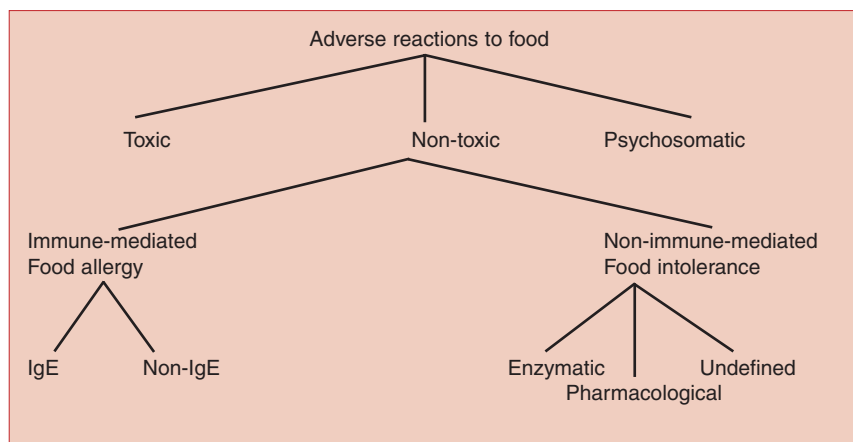 Adverse reactions to food
Toxic
Non-toxic
Psychosomatic
Immune-mediated
Food allergy
Non-immune-mediated
Food intolerance
IgE
Non-IgE
Enzymatic
Pharmacological
Undefined